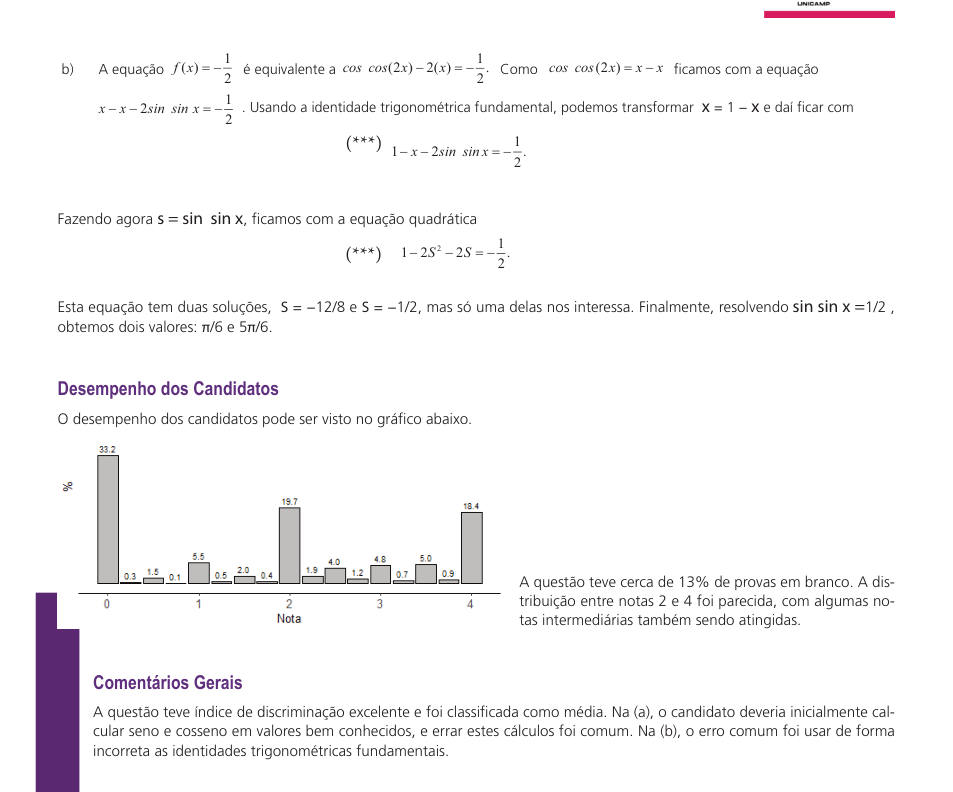 UNICAMP
b) A equação f(x) = −1/2 é equivalente a cos cos(2x) − 2(x) = −1/2. Como cos cos(2x) = x − x ficamos com a equação
x − x − 2sin sin x = −1/2 . Usando a identidade trigonométrica fundamental, podemos transformar x = 1 − x e daí ficar com
(***) 1 − x − 2sin sin x = −1/2.
Fazendo agora s = sin sin x, ficamos com a equação quadrática
(***) 1 − 2S² − 2S = −1/2.
Esta equação tem duas soluções, S = −12/8 e S = −1/2, mas só uma delas nos interessa. Finalmente, resolvendo sin sin x =1/2 ,
obtemos dois valores: π/6 e 5π/6.
Desempenho dos Candidatos
O desempenho dos candidatos pode ser visto no gráfico abaixo.
%
33.2 0.3 1.5 0.1 5.5 0.5 2.0 0.4 19.7 1.9 4.0 1.2 4.8 0.7 5.0 0.9 18.4
0 1 2 3 4
Nota
A questão teve cerca de 13% de provas em branco. A dis-
tribuição entre notas 2 e 4 foi parecida, com algumas no-
tas intermediárias também sendo atingidas.
Comentários Gerais
A questão teve índice de discriminação excelente e foi classificada como média. Na (a), o candidato deveria inicialmente cal-
cular seno e cosseno em valores bem conhecidos, e errar estes cálculos foi comum. Na (b), o erro comum foi usar de forma
incorreta as identidades trigonométricas fundamentais.